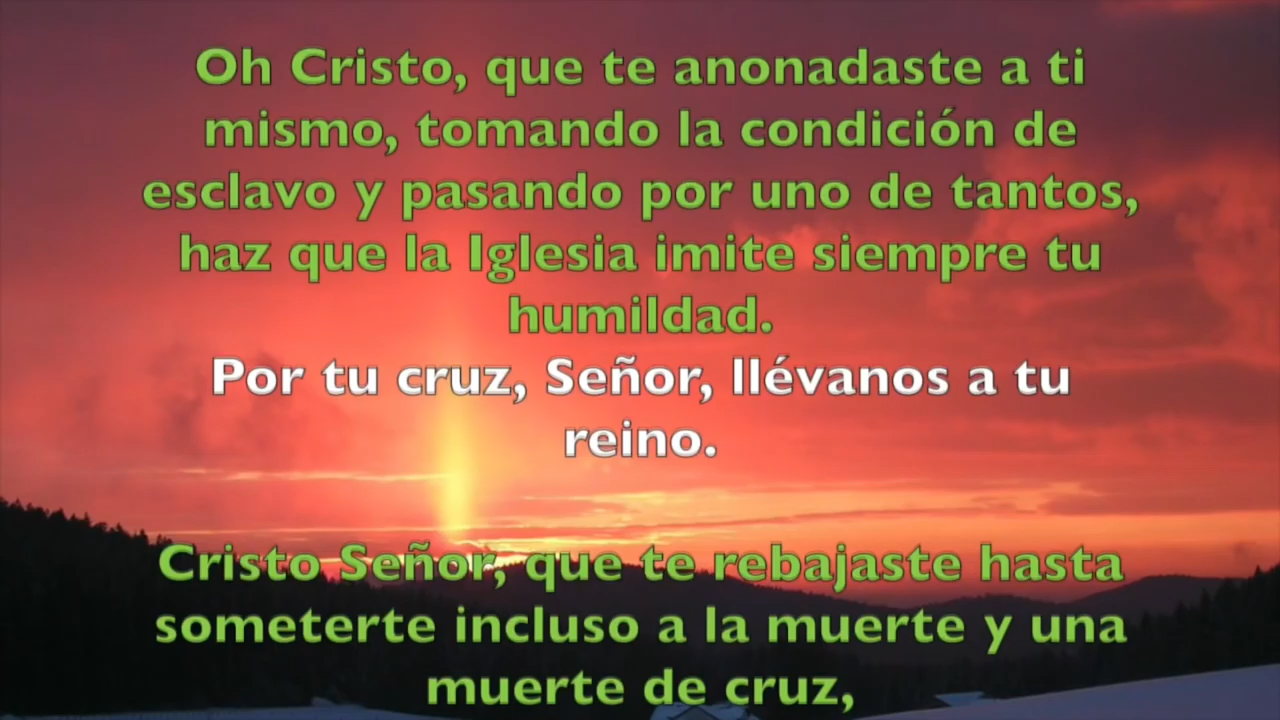 Oh Cristo, que te anonadaste a ti
mismo, tomando la condición de
esclavo y pasando por uno de tantos,
haz que la Iglesia imite siempre tu
humildad.
Por tu cruz, Señor, llévanos a tu
reino.
Cristo Señor, que te rebajaste hasta
someterte incluso a la muerte y una
muerte de cruz,